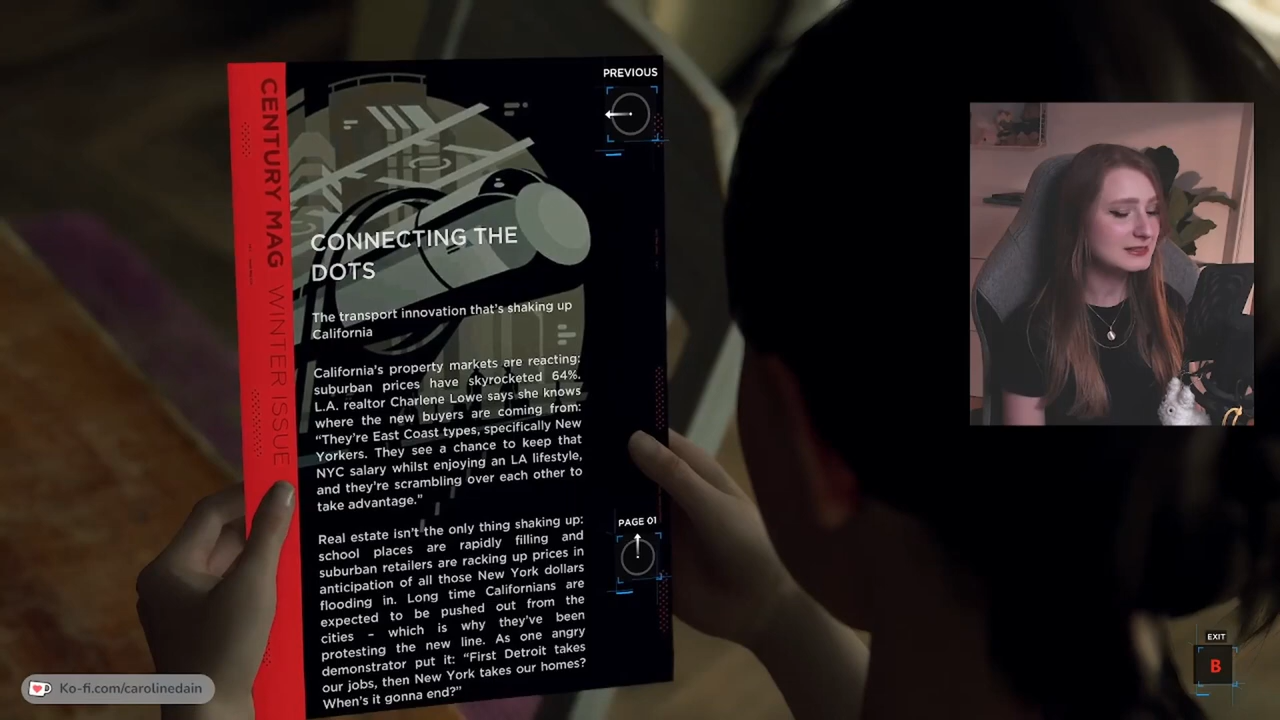 CENTURY MAG WINTER ISSUE
PREVIOUS
CONNECTING THE
DOTS
The transport innovation that's shaking up
California
California's property markets are reacting:
suburban prices have skyrocketed 64%.
L.A. realtor Charlene Lowe says she knows
where the new buyers are coming from:
"They're East Coast types, specifically New
Yorkers. They see a chance to keep that
NYC salary whilst enjoying an LA lifestyle,
and they're scrambling over each other to
take advantage."
Real estate isn't the only thing shaking up:
school places are rapidly filling and
suburban retailers are racking up prices in
anticipation of all those New York dollars
flooding in. Long time Californians are
expected to be pushed out from the
cities – which is why they've been
protesting the new line. As one angry
demonstrator put it: "First Detroit takes
our jobs, then New York takes our homes?
When's it gonna end?"
PAGE 01
EXIT
B
Ko-fi.com/carolinedain